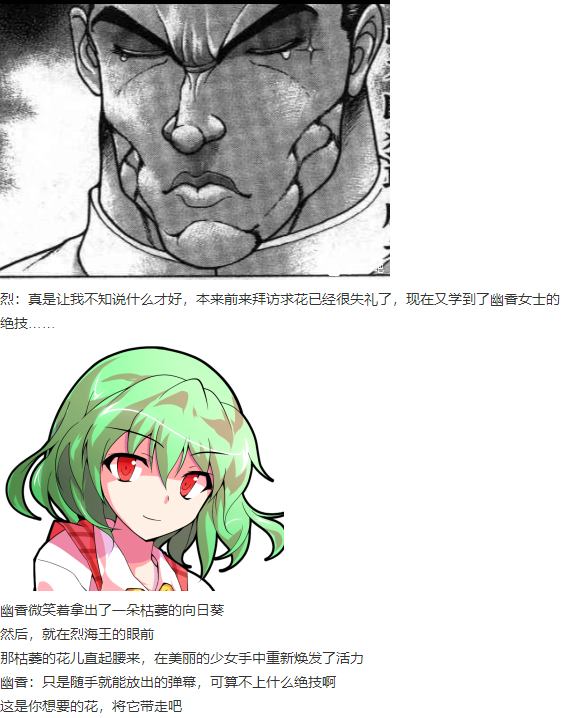 烈：真是让我不知说什么才好，本来前来拜访求花已经很失礼了，现在又学到了幽香女士的
绝技……
幽香微笑着拿出了一朵枯萎的向日葵
然后，就在烈海王的眼前
那枯萎的花儿直起腰来，在美丽的少女手中重新焕发了活力
幽香：只是随手就能放出的弹幕，可算不上什么绝技啊
这是你想要的花，将它带走吧